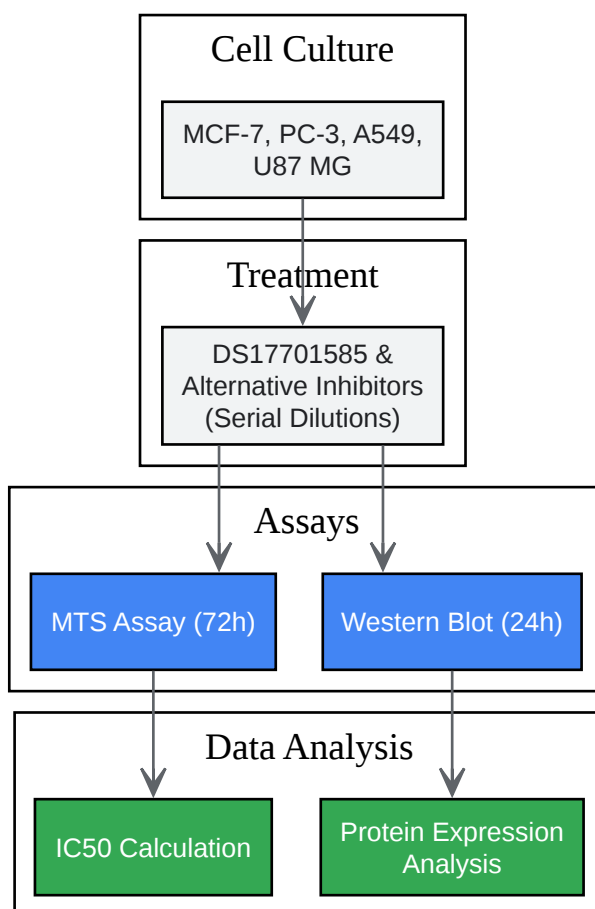 Cell Culture
MCF-7, PC-3, A549,
U87 MG
Treatment
DS17701585 &
Alternative Inhibitors
(Serial Dilutions)
Assays
MTS Assay (72h)
Western Blot (24h)
Data Analysis
IC50 Calculation
Protein Expression
Analysis